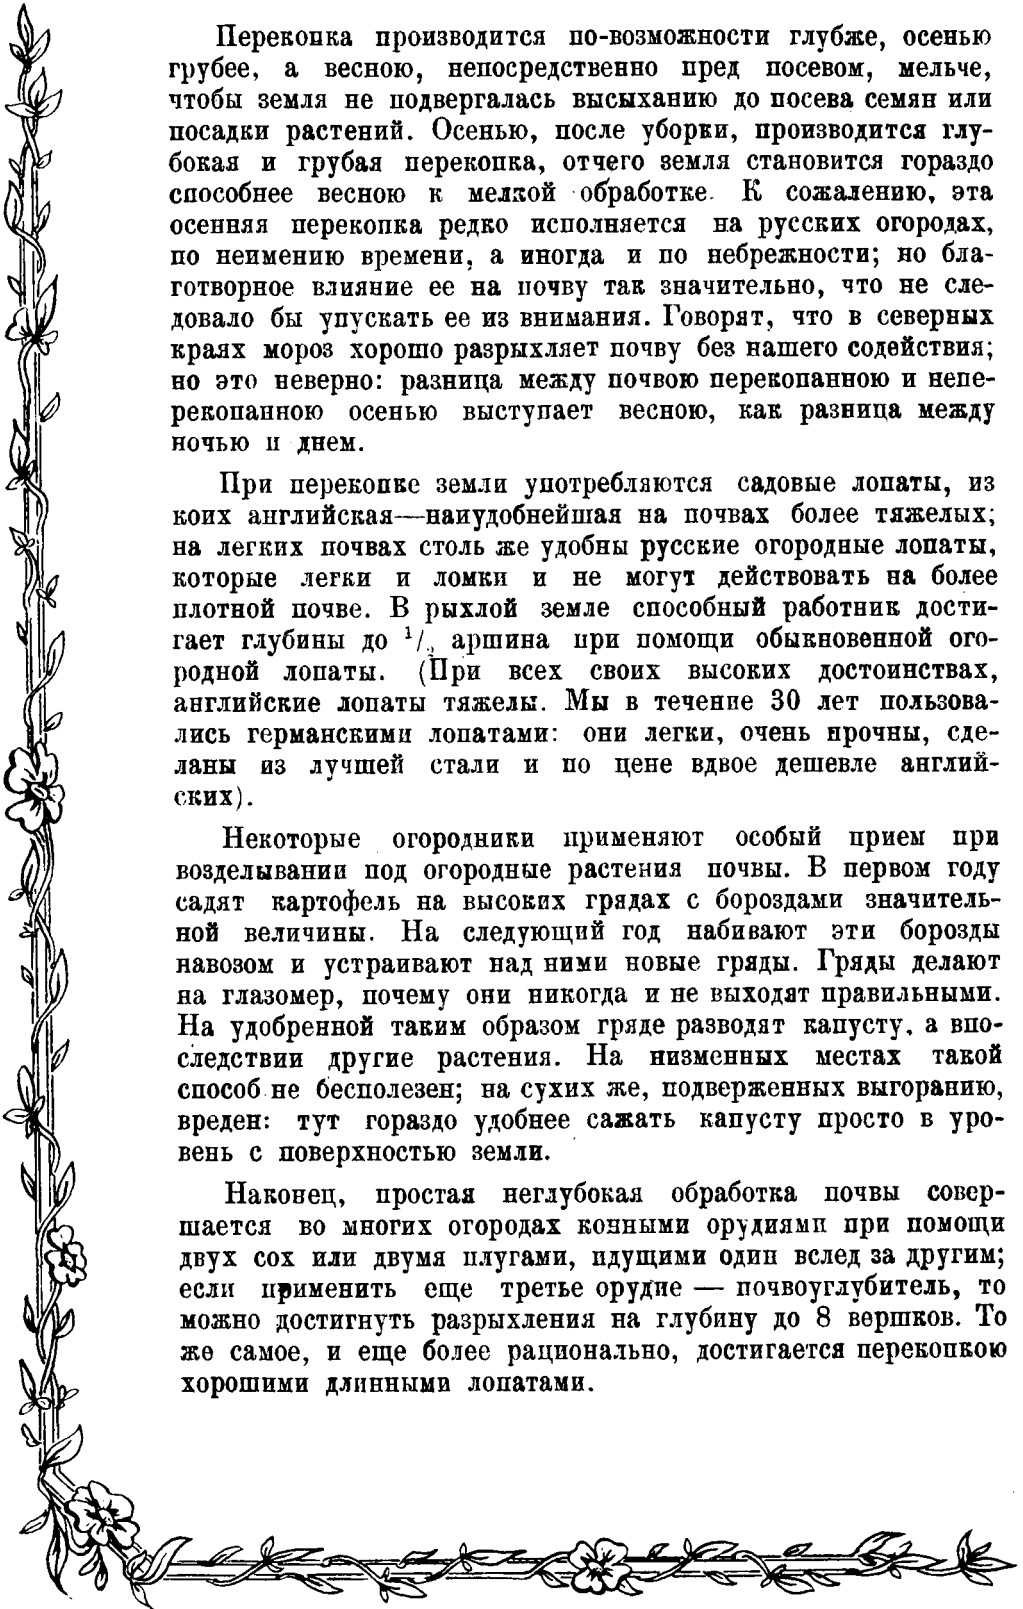 Перекопка производится по-возможности глубже, осенью
грубее, а весною, непосредственно пред посевом, мельче,
чтобы земля не подвергалась высыханию до посева семян или
посадки растений. Осенью, после уборки, производится глу-
бокая и грубая перекопка, отчего земля становится гораздо
способнее весною к мелкой обработке. К сожалению, эта
осенняя перекопка редко исполняется на русских огородах,
по неимению времени, а иногда и по небрежности; но бла-
готворное влияние ее на почву так значительно, что не сле-
довало бы упускать ее из внимания. Говорят, что в северных
краях мороз хорошо разрыхляет почву без нашего содействия;
но это неверно: разница между почвою перекопанною и непе-
рекопанною осенью выступает весною, как разница между
ночью и днем.
При перекопке земли употребляются садовые лопаты, из
коих английская—наиудобнейшая на почвах более тяжелых;
на легких почвах столь же удобны русские огородные лопаты,
которые легки и ломки и не могут действовать на более
плотной почве. В рыхлой земле способный работник дости-
гает глубины до аршина при помощи обыкновенной ого-
родной лопаты. (При всех своих высоких достоинствах,
английские лопаты тяжелы. Мы в течение 30 лет пользова-
лись германскими лопатами: они легки, очень прочны, сде-
ланы из лучшей стали и по цене вдвое дешевле англий-
ских).
Некоторые огородники применяют особый прием при
возделывании под огородные растения почвы. В первом году
садят картофель на высоких грядах с бороздами значитель-
ной величины. На следующий год набивают эти борозды
навозом и устраивают над ними новые гряды. Гряды делают
на глазомер, почему они никогда и не выходят правильными.
На удобренной таким образом гряде разводят капусту, а впо-
следствии другие растения. На низменных местах такой
способ не бесполезен; на сухих же, подверженных выгоранию,
вреден: тут гораздо удобнее сажать капусту просто в уро-
вень с поверхностью земли.
Наконец, простая неглубокая обработка почвы совер-
шается во многих огородах конными орудиями при помощи
двух сох или двумя плугами, идущими один вслед за другим;
если применить еще третье орудие — почвоуглубитель, то
можно достигнуть разрыхления на глубину до 8 вершков. То
же самое, и еще более рационально, достигается перекопкою
хорошими длинными лопатами.